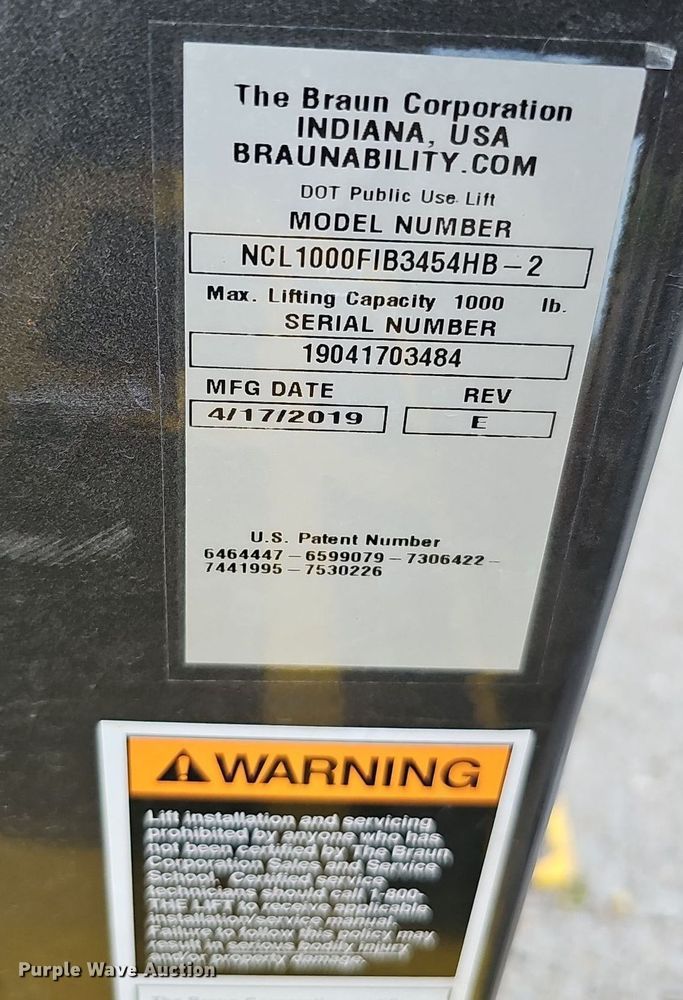 The Braun Corporation
INDIANA, USA
BRAUNABILITY.COM
DOT Public Use Lift
MODEL NUMBER
NCL1000FIB3454HB-2
Max. Lifting Capacity 1000 lb.
SERIAL NUMBER
19041703484
MFG DATE REV
4/17/2019 E
U.S. Patent Number
6464447-6599079-7306422-
7441995-7530226
WARNING
Lift installation and servicing
prohibited by anyone who has
not been certified by The Braun
Corporation Sales and Service
School. Certified service
technicians should call 1-800-
THE LIFT to receive applicable
installation/service manual.
Failure to follow this policy may
result in serious bodily injury
and/or property damage.
Purple Wave Auction